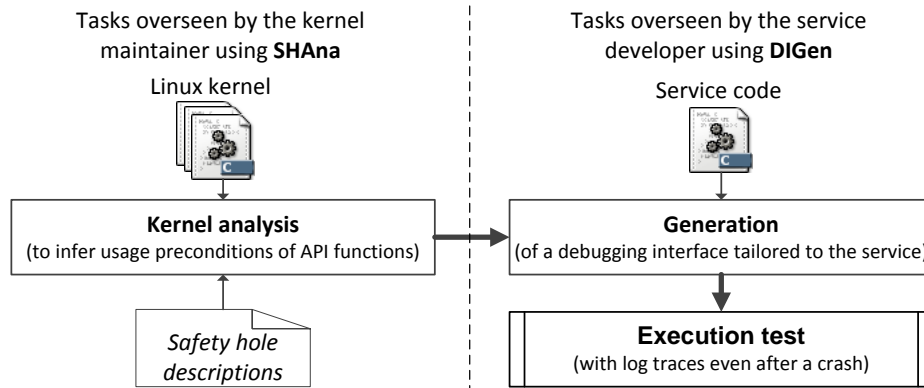 Tasks overseen by the kernel
maintainer using SHAna
Linux kernel
C
Kernel analysis
(to infer usage preconditions of API functions)
Safety hole
descriptions
Tasks overseen by the service
developer using DIGen
Service code
C
Generation
(of a debugging interface tailored to the service)
Execution test
(with log traces even after a crash)